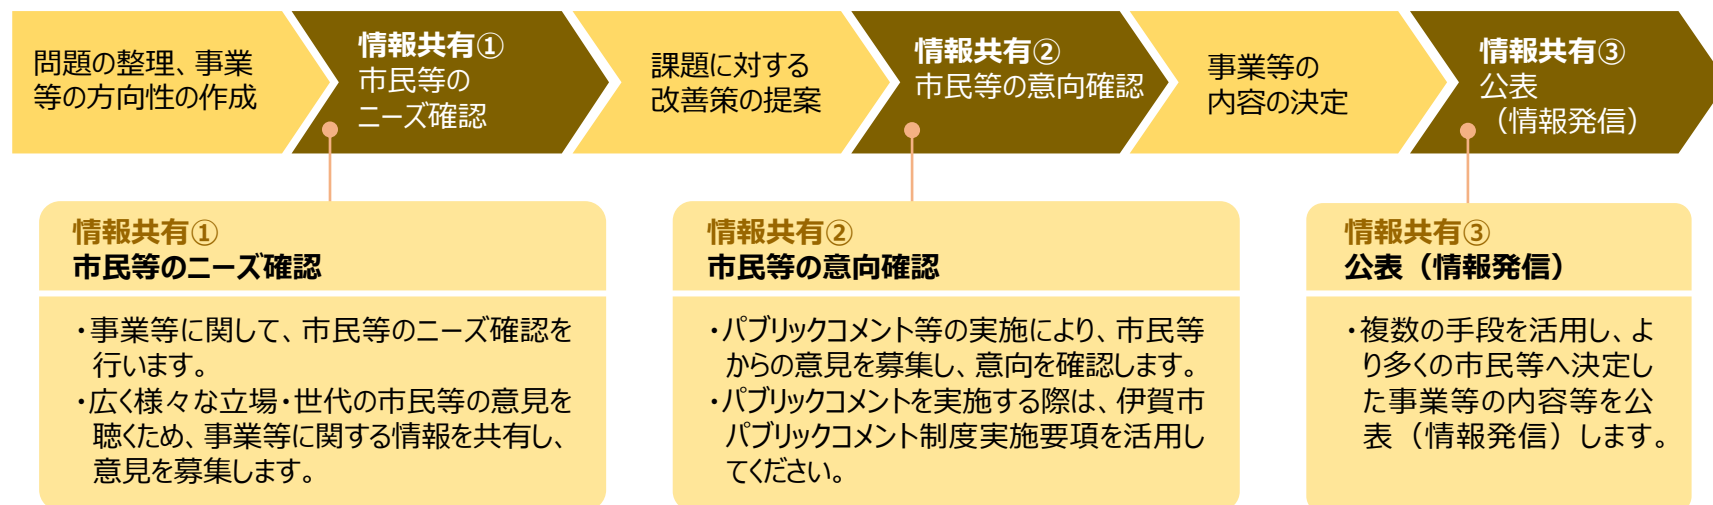 問題の整理、事業
等の方向性の作成
情報共有①
市民等の
ニーズ確認
課題に対する
改善策の提案
情報共有②
市民等の意向確認
事業等の
内容の決定
情報共有③
公表
（情報発信）
情報共有①
市民等のニーズ確認
・事業等に関して、市民等のニーズ確認を
行います。
・広く様々な立場・世代の市民等の意見を
聴くため、事業等に関する情報を共有し、
意見を募集します。
情報共有②
市民等の意向確認
・パブリックコメント等の実施により、市民等
からの意見を募集し、意向を確認します。
・パブリックコメントを実施する際は、伊賀市
パブリックコメント制度実施要項を活用し
てください。
情報共有③
公表（情報発信）
・複数の手段を活用し、よ
り多くの市民等へ決定し
た事業等の内容等を公
表（情報発信）します。